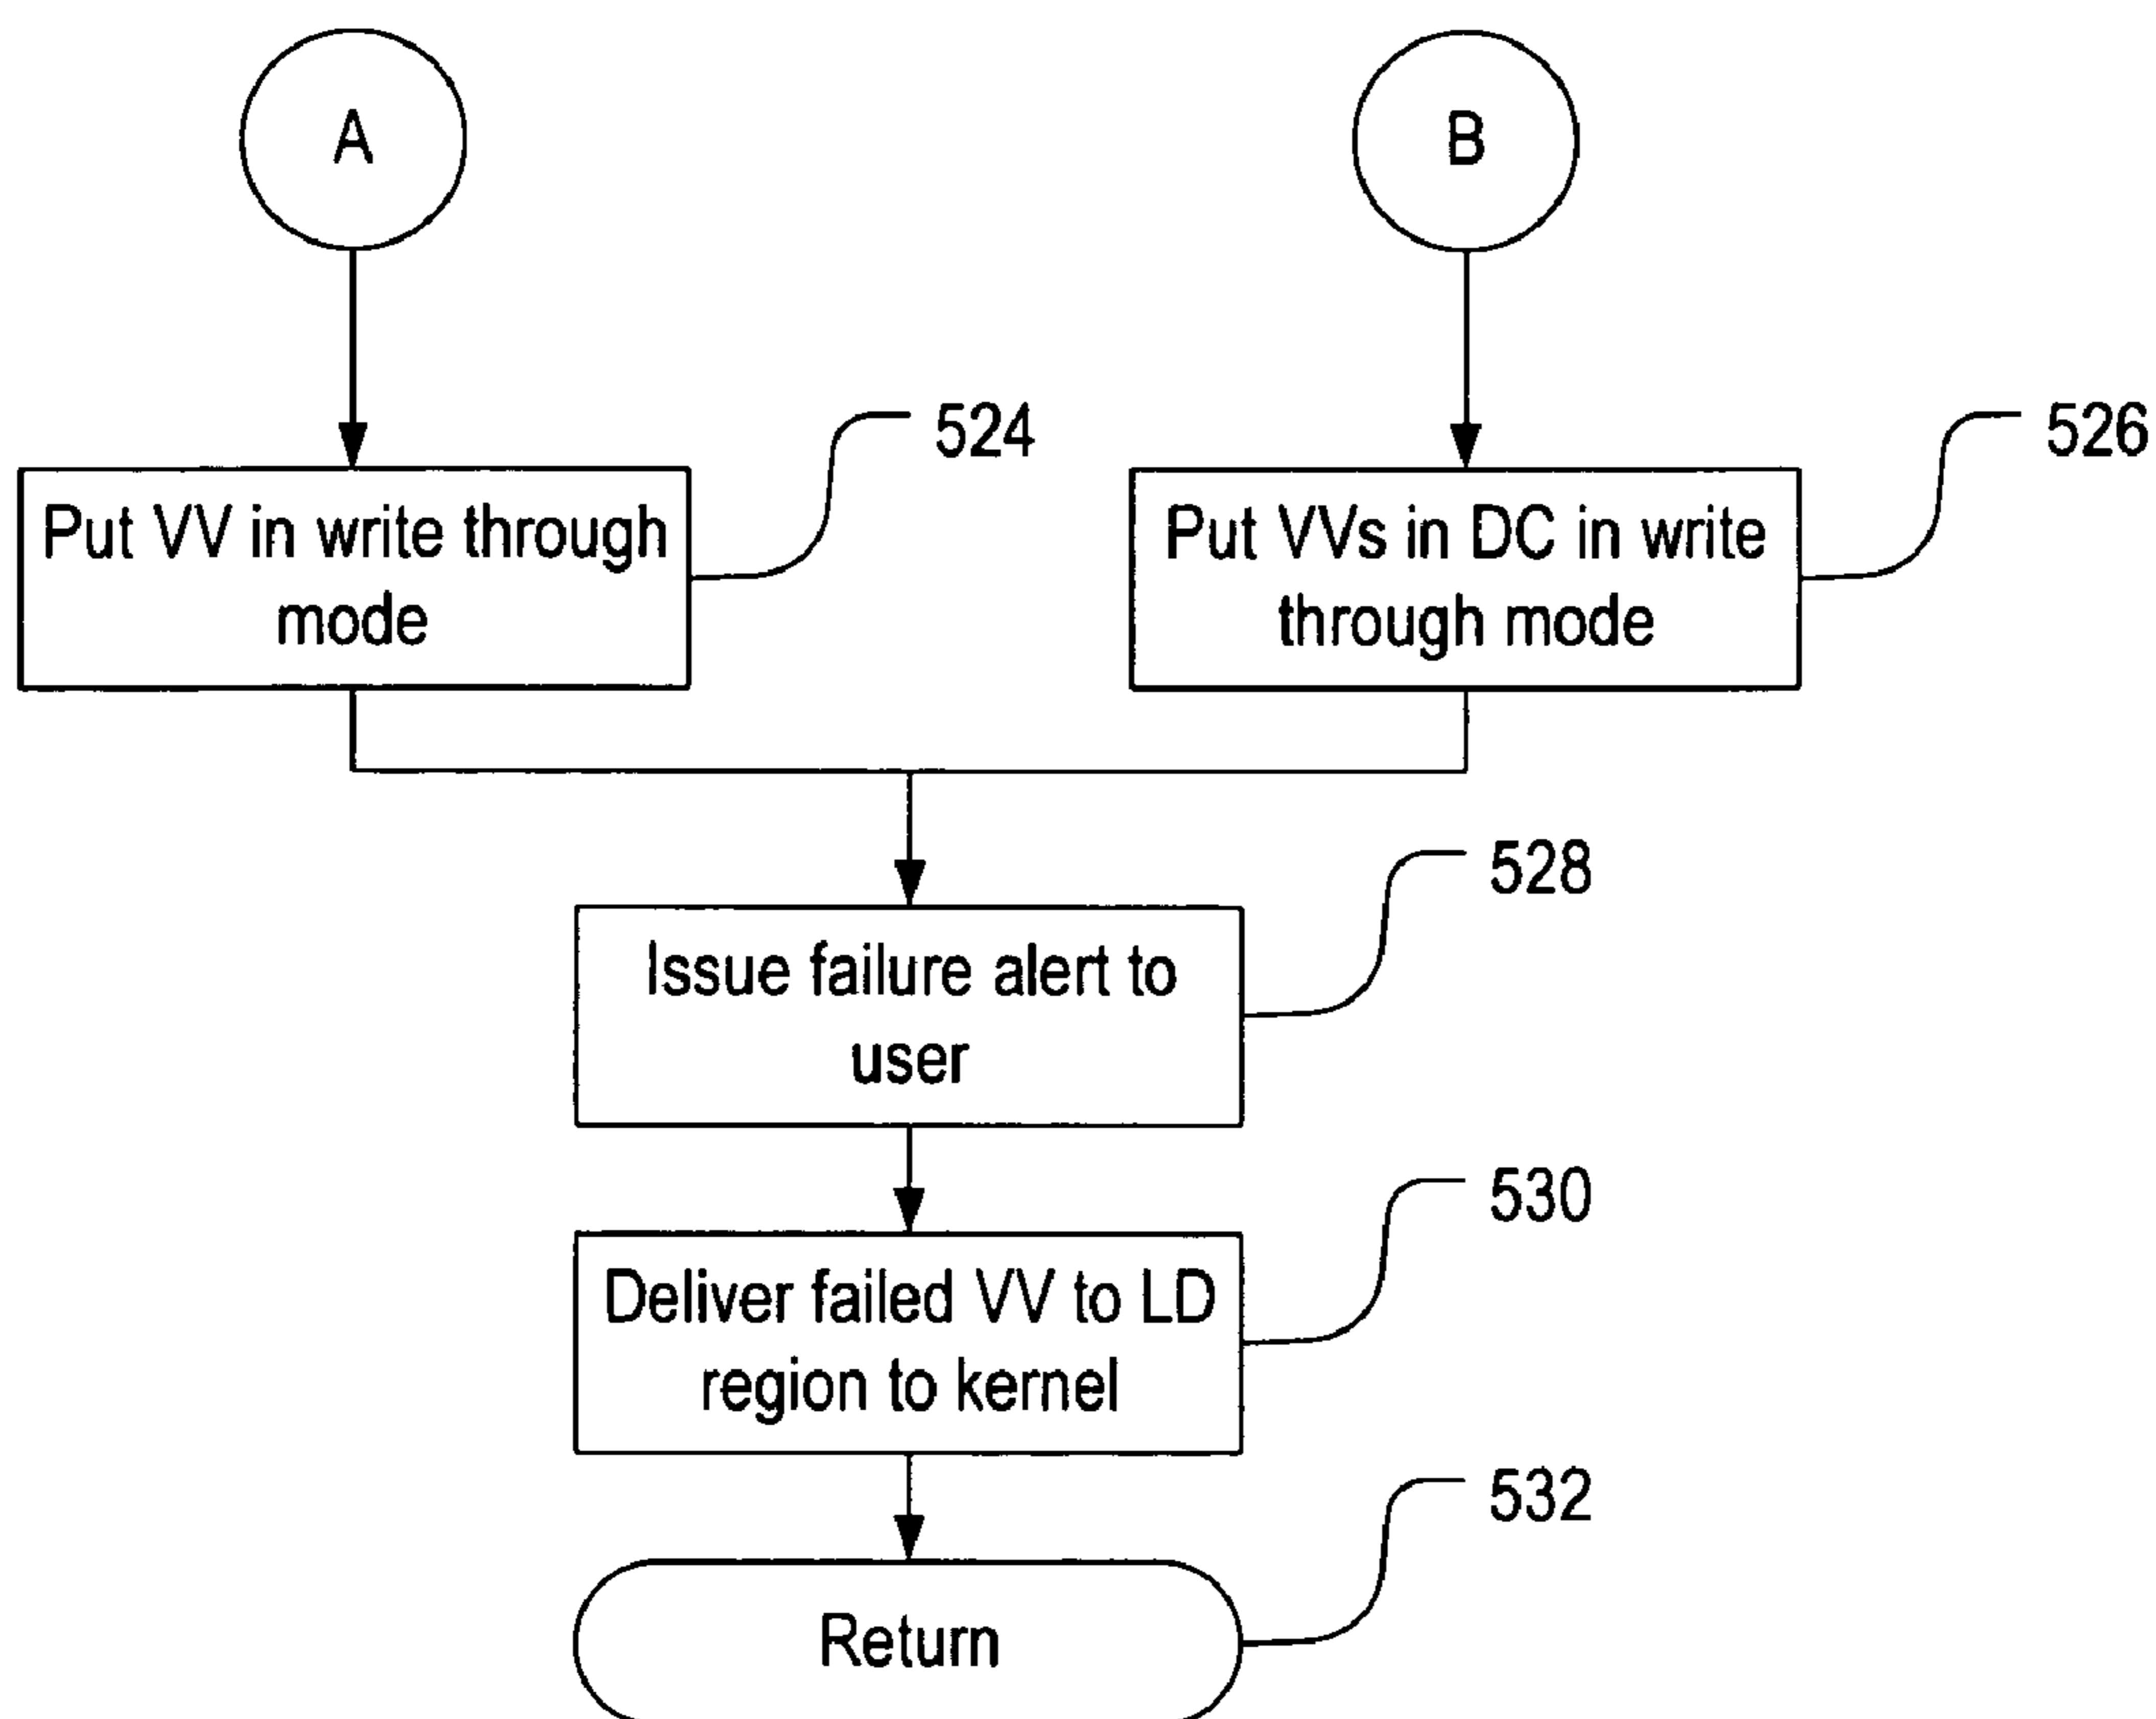 A
B
524
526
Put VV in write through
mode
Put VVs in DC in write
through mode
528
Issue failure alert to
user
530
Deliver failed VV to LD
region to kernel
532
Return